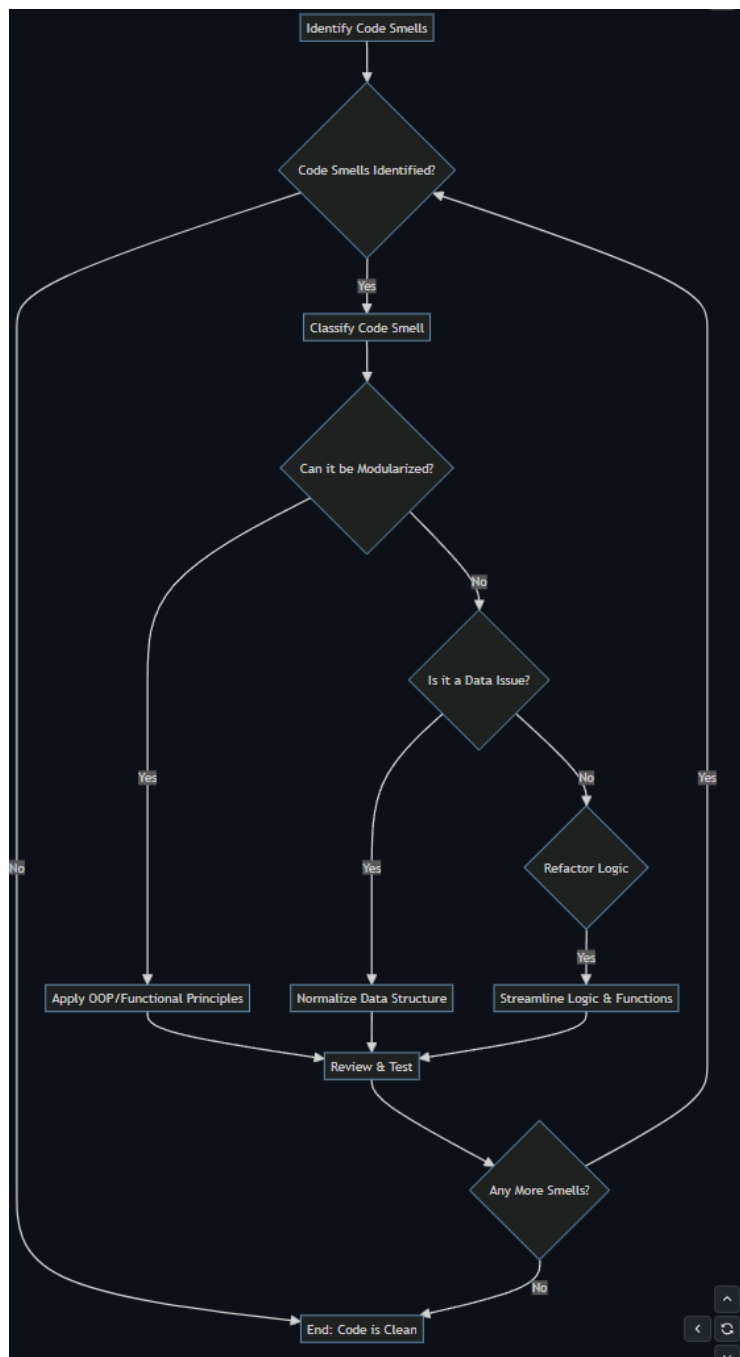 Identify Code Smells
Code Smells Identified?
Yes
Classify Code Smell
Can it be Modularized?
No
Is it a Data Issue?
Yes
No
Yes
No
Yes
Refactor Logic
Yes
Apply OOP/Functional Principles
Normalize Data Structure
Streamline Logic & Functions
Review & Test
Any More Smells?
No
End: Code is Clean